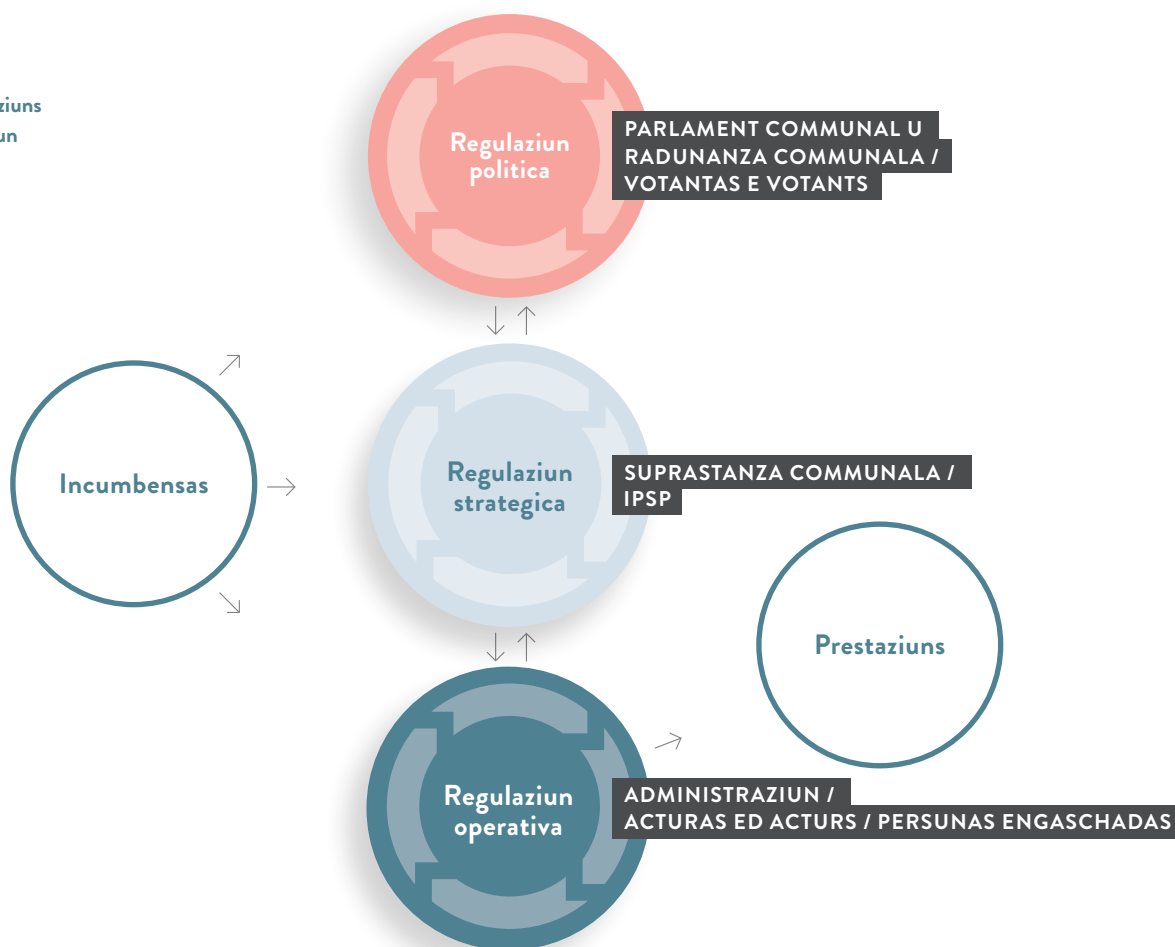 Regulaziun
politica
PARLAMENT COMMUNAL U
RADUNANZA COMMUNALA /
VOTANTAS E VOTANTS
Incumbensas
Regulaziun
strategica
SUPRASTANZA COMMUNALA /
IPSP
Prestaziuns
Regulaziun
operativa
ADMINISTRAZIUN /
ACTURAS ED ACTURS / PERSUNAS ENGASCHADAS